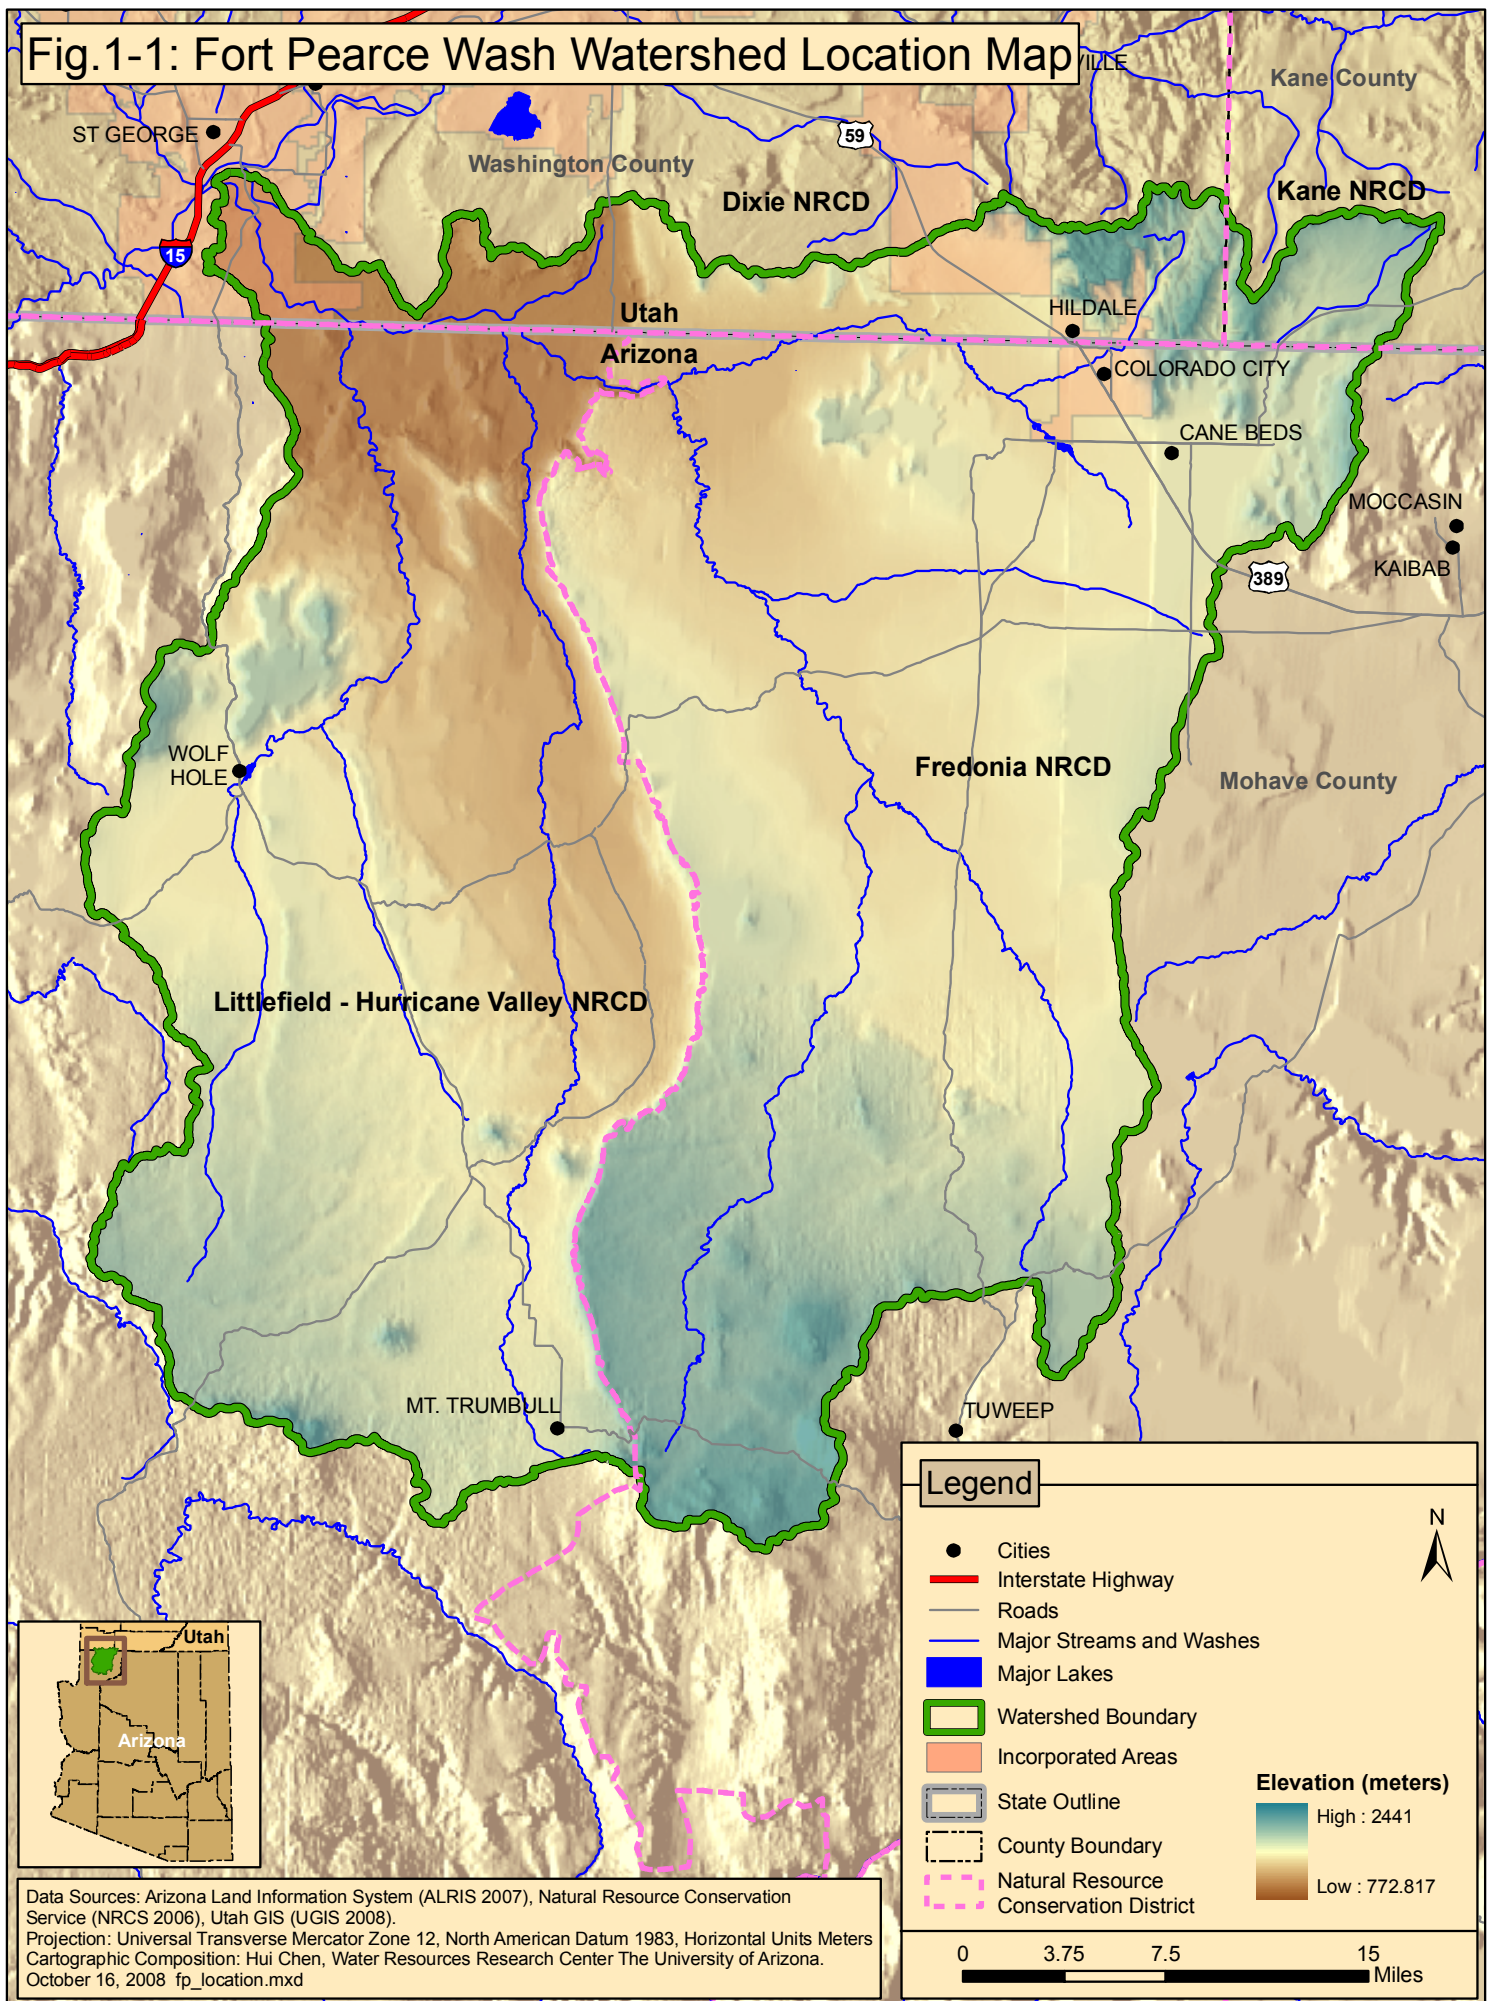 Fig.1-1: Fort Pearce Wash Watershed Location Map
VILLE
Kane County
ST GEORGE
59
Washington County
Dixie NRCD
Kane NRCD
15
Utah
HILDALE
Arizona
COLORADO CITY
CANE BEDS
MOCCASIN
KAIBAB
389
WOLF
HOLE
Fredonia NRCD
Mohave County
Littlefield - Hurricane Valley NRCD
MT. TRUMBULL
TUWEEP
Legend
N
Cities
Interstate Highway
Roads
Major Streams and Washes
Major Lakes
Watershed Boundary
Incorporated Areas
State Outline
County Boundary
Natural Resource
Conservation District
Elevation (meters)
High : 2441
Low : 772.817
0 3.75 7.5 15
Miles
Utah
Arizona
Data Sources: Arizona Land Information System (ALRIS 2007), Natural Resource Conservation
Service (NRCS 2006), Utah GIS (UGIS 2008).
Projection: Universal Transverse Mercator Zone 12, North American Datum 1983, Horizontal Units Meters
Cartographic Composition: Hui Chen, Water Resources Research Center The University of Arizona.
October 16, 2008 fp_location.mxd